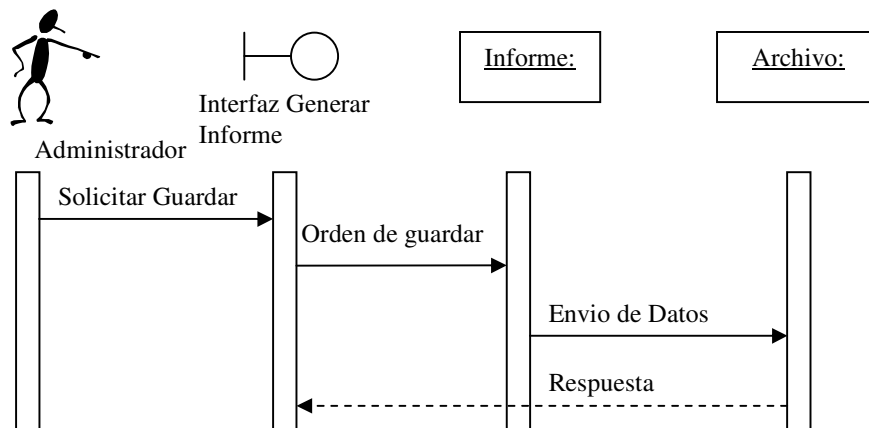 Informe:
Archivo:
Interfaz Generar
Informe
Administrador
Solicitar Guardar
Orden de guardar
Envio de Datos
Respuesta